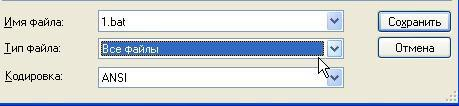 Имя файла: 1.bat Сохранить
Тип файла: Все файлы Отмена
Кодировка: ANSI